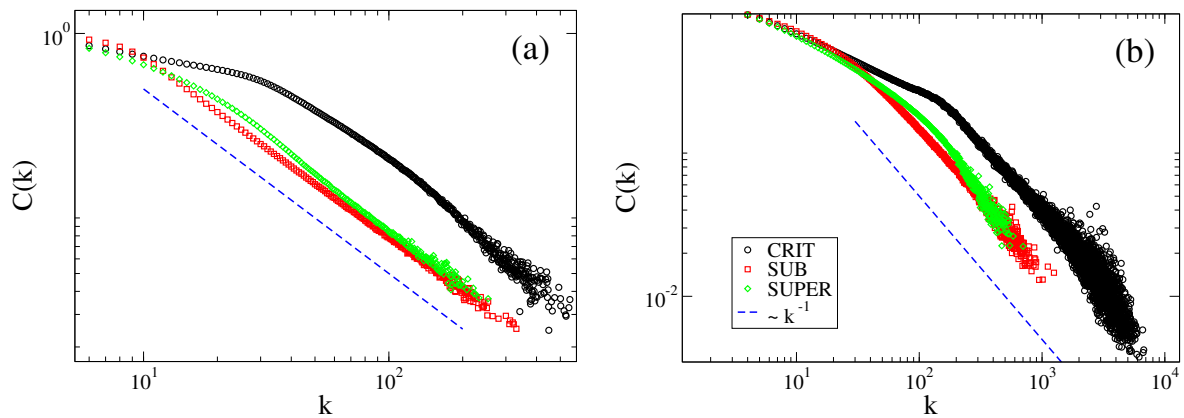 (a)
10^0
C(k)
10^1
10^2
k
(b)
C(k)
10^-2
CRIT
SUB
SUPER
~ k^-1
10^1
10^2
10^3
10^4
k